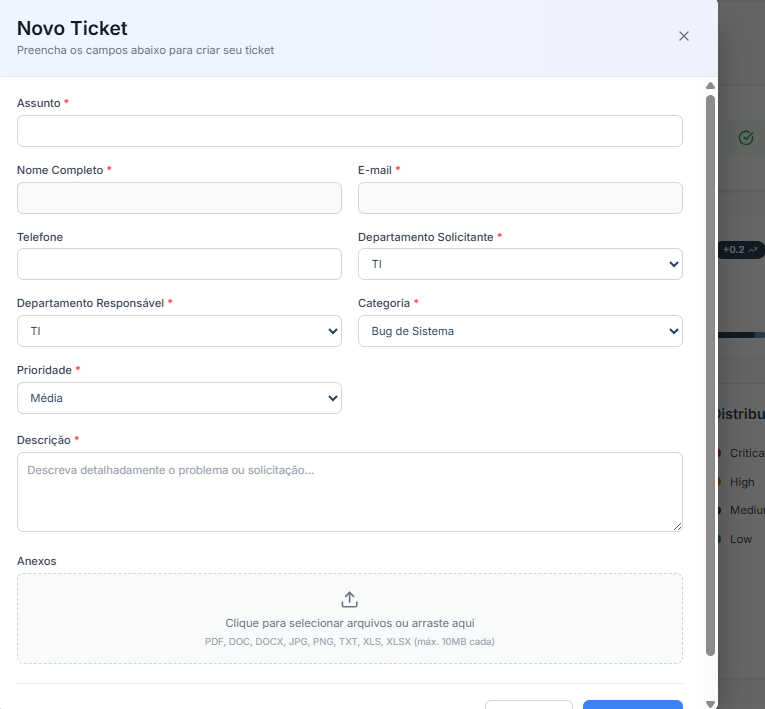 Novo Ticket
Preencha os campos abaixo para criar seu ticket
Assunto *
Nome Completo *
E-mail *
Telefone
Departamento Solicitante *
TI
Departamento Responsável *
Categoria *
TI
Bug de Sistema
Prioridade *
Média
Descrição *
Descreva detalhadamente o problema ou solicitação...
Anexos
Clique para selecionar arquivos ou arraste aqui
PDF, DOC, DOCX, JPG, PNG, TXT, XLS, XLSX (máx. 10MB cada)
+0.2
Distribu
Critica
High
Mediu
Low